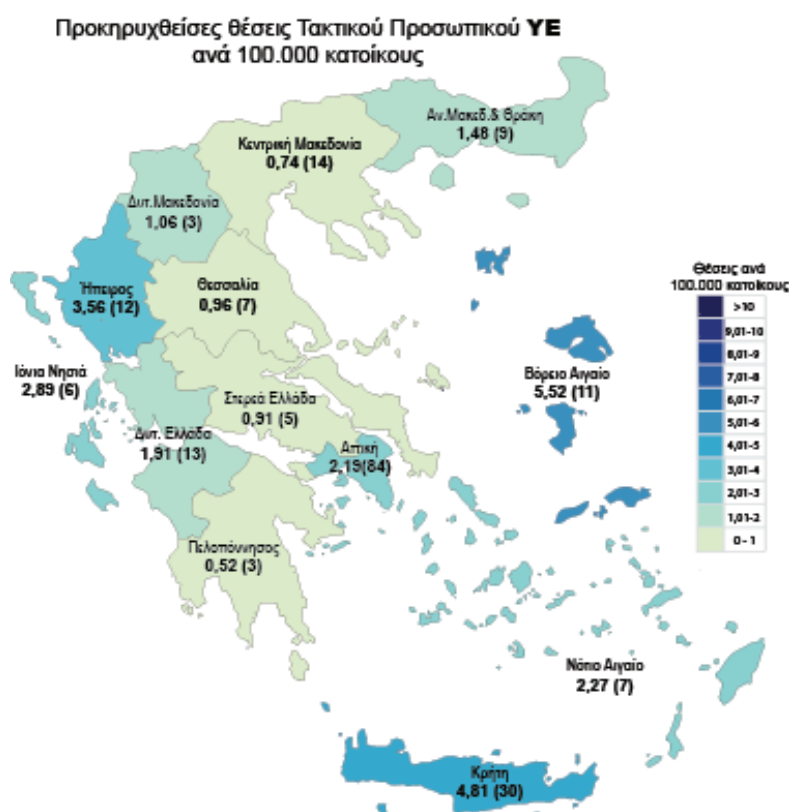 Προκηρυχθείσες θέσεις Τακτικού Προσωπικού ΥΕ
ανά 100.000 κατοίκους
Αν.Μακεδ.& Θράκη
1,48 (9)
Κεντρική Μακεδονία
0,74 (14)
Δυτ.Μακεδονία
1,06 (3)
Ήπειρος
3,56 (12)
Θεσσαλία
0,96 (7)
Ιόνια Νησιά
2,89 (6)
Στερεά Ελλάδα
0,91 (5)
Δυτ. Ελλάδα
1,91 (13)
Αττική
2,19(84)
Πελοπόννησος
0,52 (3)
Βόρειο Αιγαίο
5,52 (11)
Νότιο Αιγαίο
2,27 (7)
Κρήτη
4,81 (30)
Θέσεις ανά
100.000 κατοίκους
>10
9,01-10
8,01-9
7,01-8
6,01-7
5,01-6
4,01-5
3,01-4
2,01-3
1,01-2
0 - 1